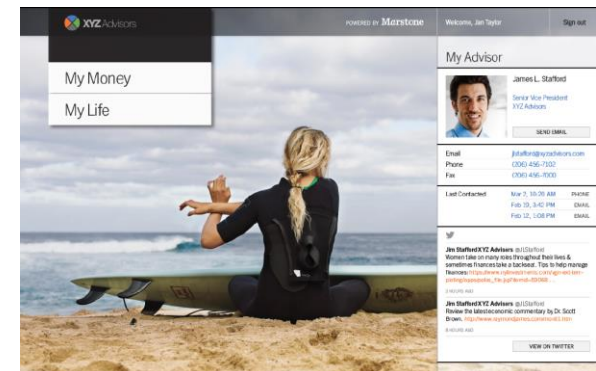 XYZ Advisors
POWERED BY Marstone
Welcome, Jan Taylor
Sign out
My Money
My Life
My Advisor
James L. Stafford
Senior Vice President
XYZ Advisors
SEND EMAIL
Email jlstafford@xyzadvisors.com
Phone (206) 456-7102
Fax (206) 456-7000
Last Contacted Mar 2, 10:20 AM PHONE
Feb 19, 3:42 PM EMAIL
Feb 12, 1:08 PM EMAIL
Jim Stafford XYZ Advisors @JLStafford
Women take on many roles throughout their lives &
sometimes finances take a backseat. Tips to help manage
finances:
2 HOURS AGO
Jim Stafford XYZ Advisors @JLStafford
Review the latest economic commentary by Dr. Scott
Brown.
8 HOURS AGO
VIEW ON TWITTER